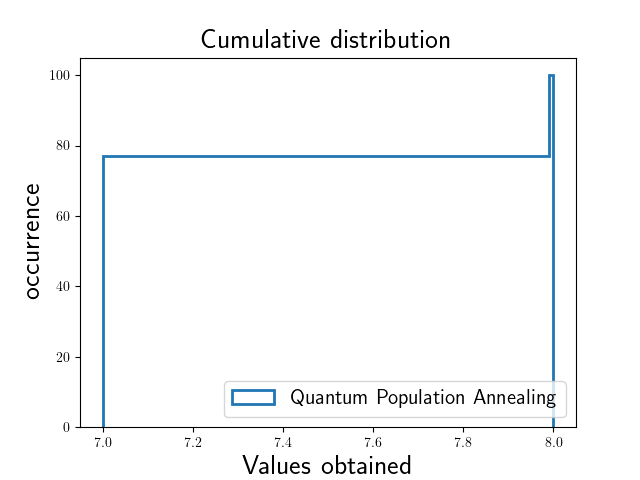 Cumulative distribution
100
80
60
40
20
0
occurrence
Quantum Population Annealing
7.0 7.2 7.4 7.6 7.8 8.0
Values obtained